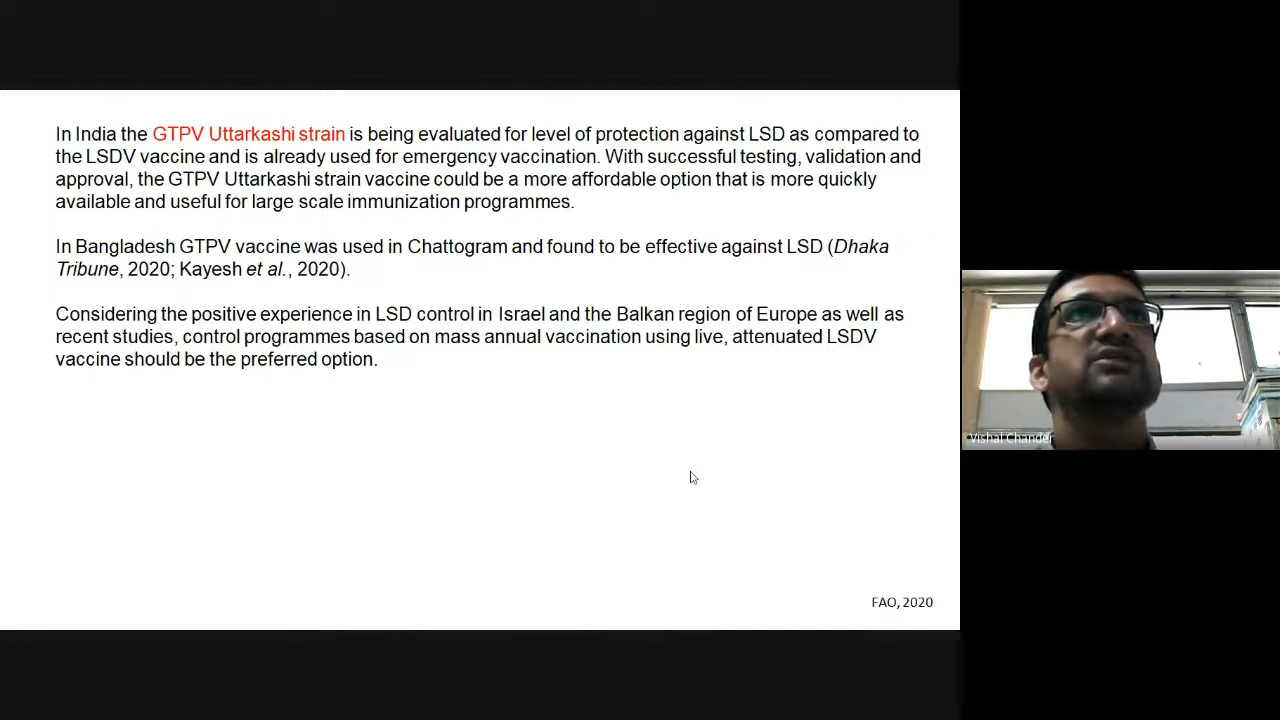 In India the GTPV Uttarkashi strain is being evaluated for level of protection against LSD as compared to
the LSDV vaccine and is already used for emergency vaccination. With successful testing, validation and
approval, the GTPV Uttarkashi strain vaccine could be a more affordable option that is more quickly
available and useful for large scale immunization programmes.
In Bangladesh GTPV vaccine was used in Chattogram and found to be effective against LSD (Dhaka
Tribune, 2020; Kayesh et al., 2020).
Considering the positive experience in LSD control in Israel and the Balkan region of Europe as well as
recent studies, control programmes based on mass annual vaccination using live, attenuated LSDV
vaccine should be the preferred option.
Vishal Chander
FAO, 2020